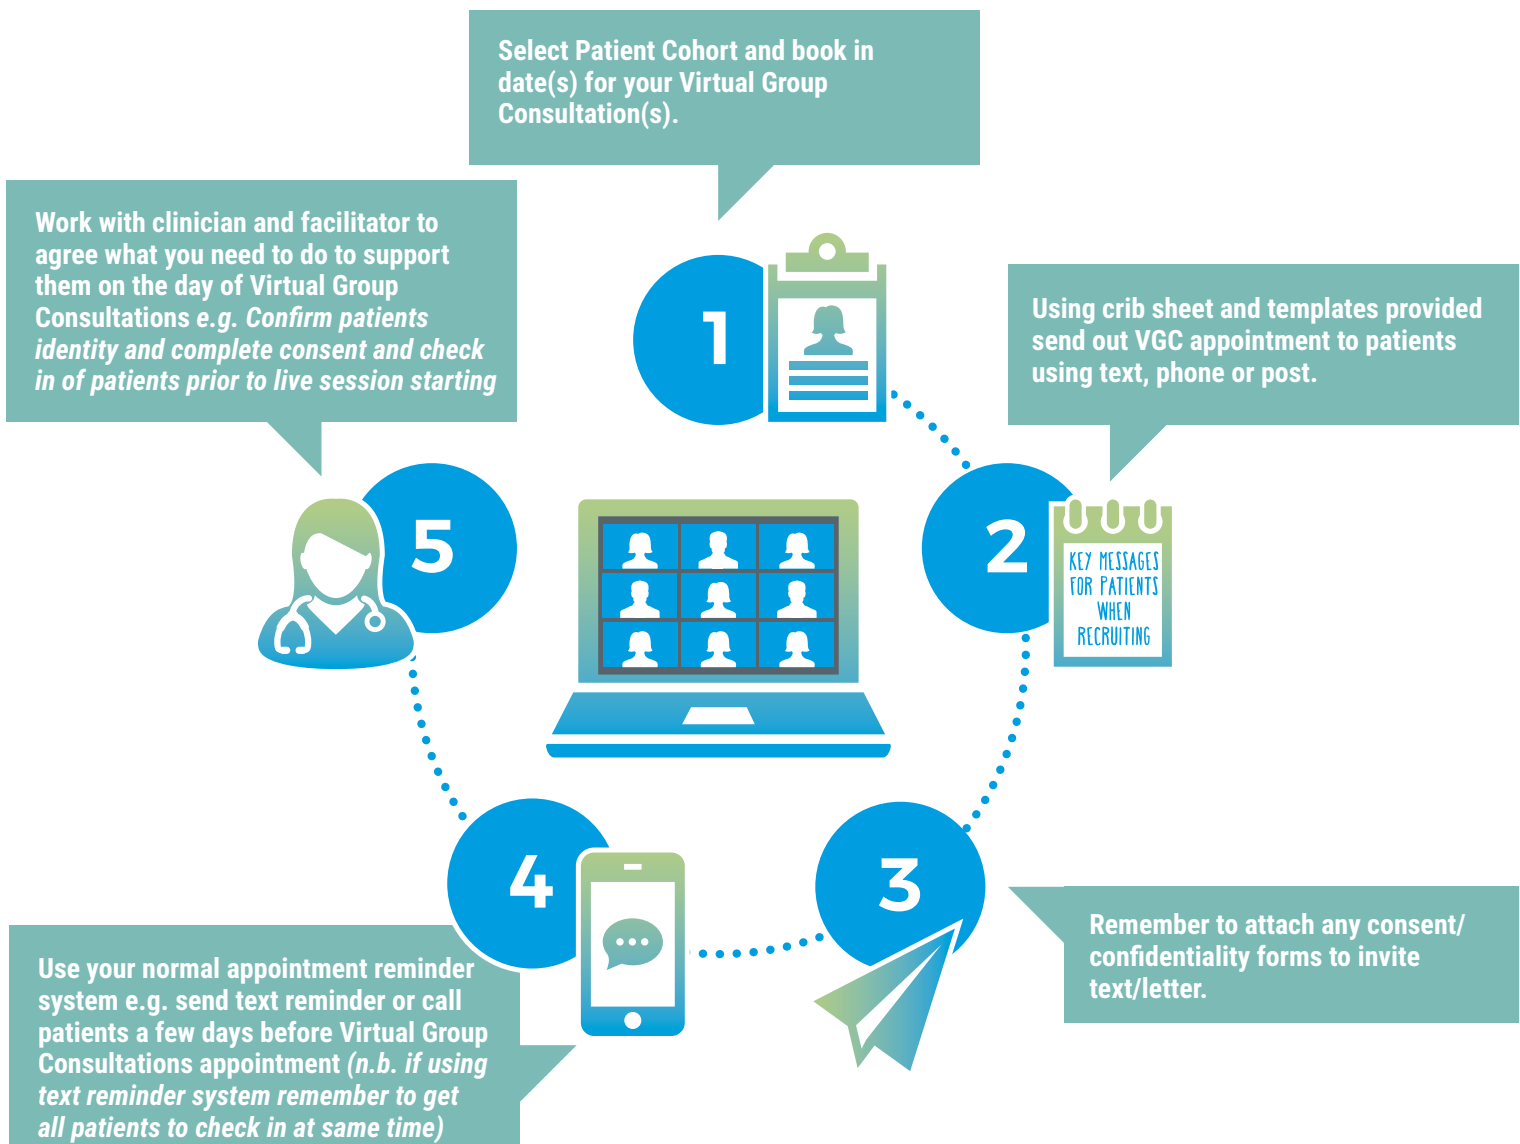 Select Patient Cohort and book in
date(s) for your Virtual Group
Consultation(s).
1
Using crib sheet and templates provided
send out VGC appointment to patients
using text, phone or post.
2
KEY MESSAGES
FOR PATIENTS
WHEN
RECRUITING
3
Remember to attach any consent/
confidentiality forms to invite
text/letter.
4
Use your normal appointment reminder
system e.g. send text reminder or call
patients a few days before Virtual Group
Consultations appointment (n.b. if using
text reminder system remember to get
all patients to check in at same time)
5
Work with clinician and facilitator to
agree what you need to do to support
them on the day of Virtual Group
Consultations e.g. Confirm patients
identity and complete consent and check
in of patients prior to live session starting